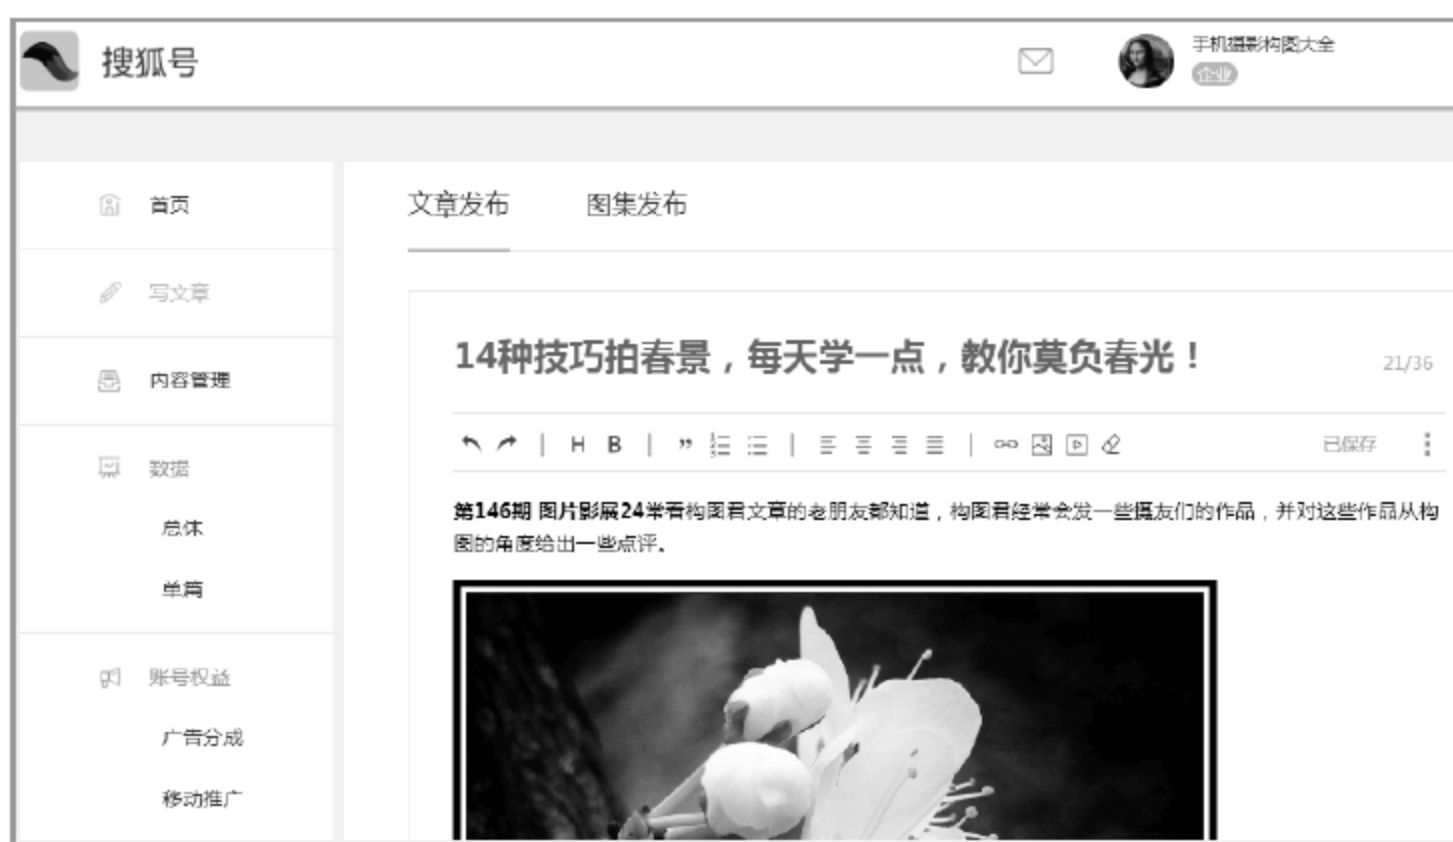 搜狐号
手机摄影构图大全
企业
首页
写文章
内容管理
数据
总体
单篇
账号权益
广告分成
移动推广
文章发布
图集发布
14种技巧拍春景，每天学一点，教你莫负春光！
21/36
H B
已保存
第146期 图片影展24常看构图君文章的老朋友都知道，构图君经常会发一些摄友们的作品，并对这些作品从构
图的角度给出一些点评。